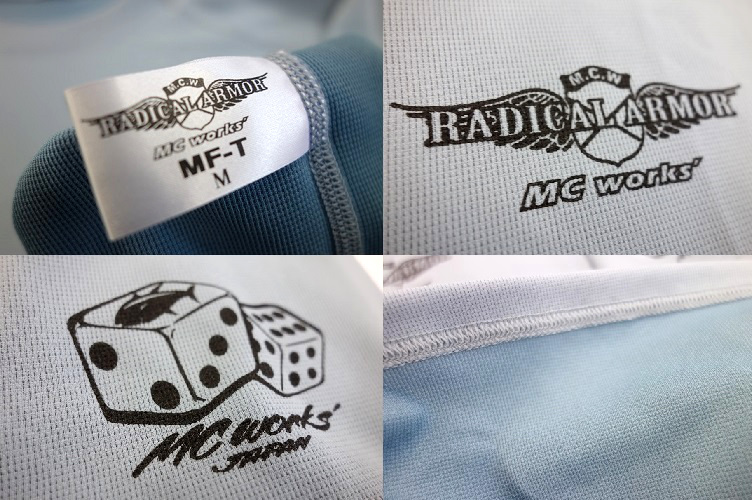 M.C.W
RADICAL ARMOR
MC works'
MF-T
M
M.C.W
RADICAL ARMOR
MC works'
MC works'
JAPAN